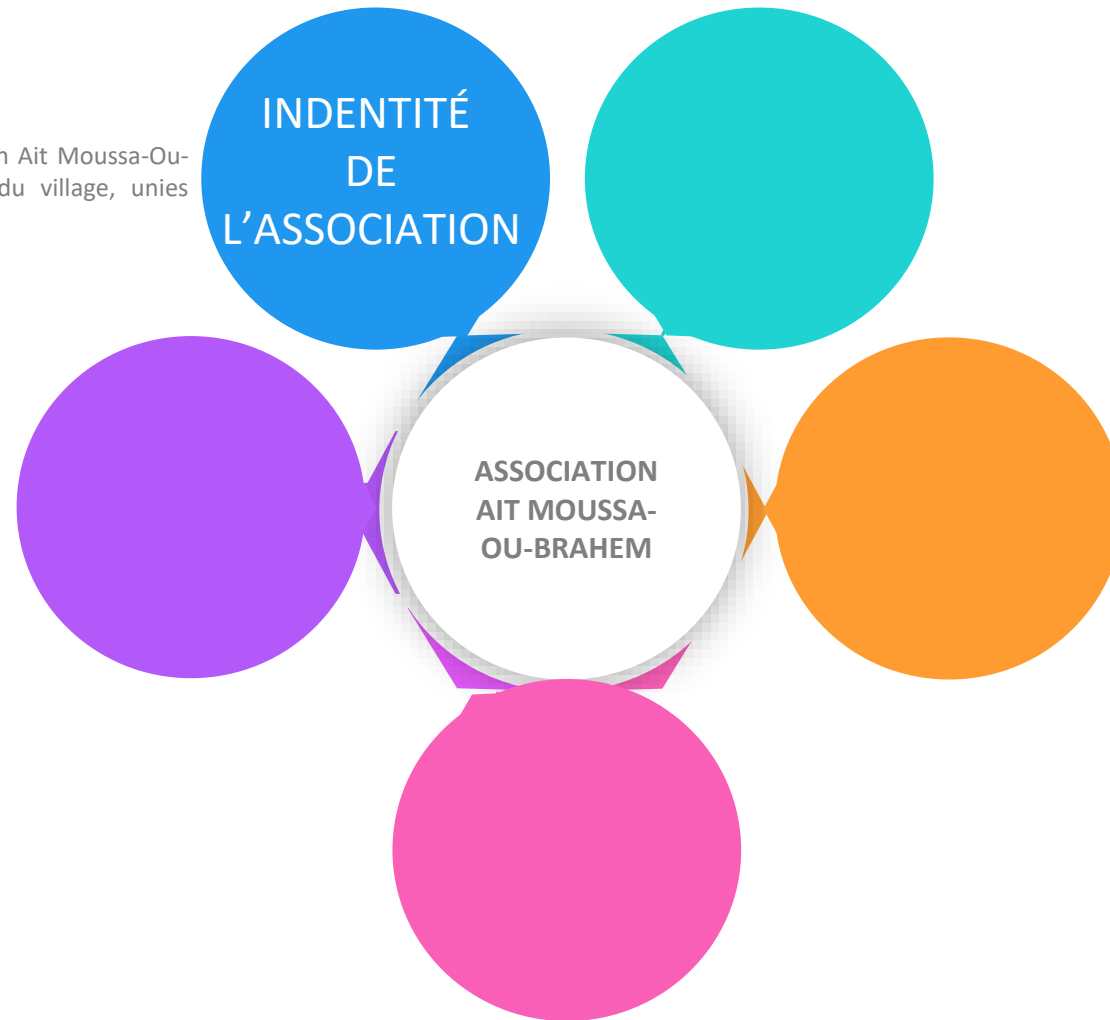 INDENTITÉ
DE
L’ASSOCIATION
Ait Moussa-Ou-
du village, unies
ASSOCIATION
AIT MOUSSA-
OU-BRAHEM